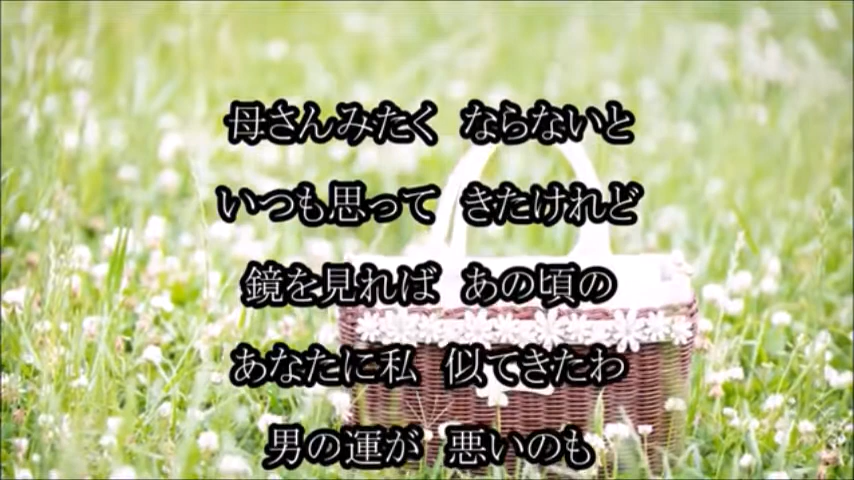 母さんみたく ならないと
いつも思って きたけれど
鏡を見れば あの頃の
あなたに私 似てきたわ
男の運が 悪いのも